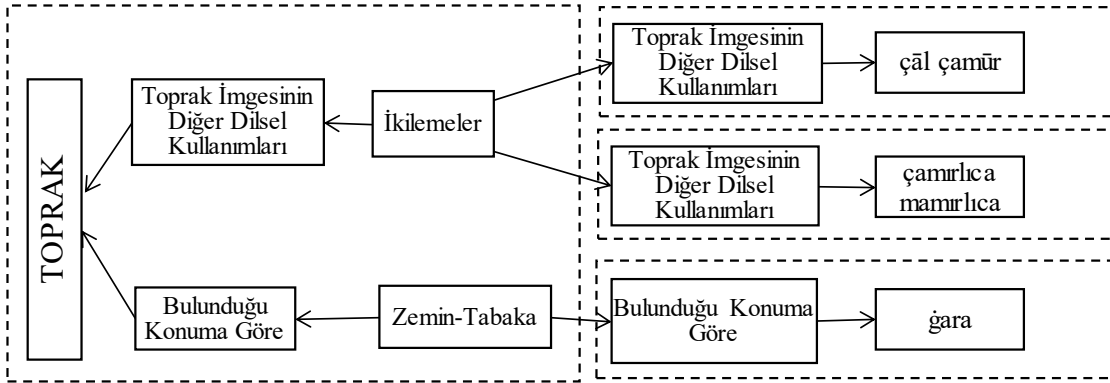 TOPRAK
Toprak İmgesinin
Diğer Dilsel
Kullanımları
İkilemeler
Bulunduğu
Konuma Göre
Zemin-Tabaka
Toprak İmgesinin
Diğer Dilsel
Kullanımları
çāl çamūr
Toprak İmgesinin
Diğer Dilsel
Kullanımları
çamırlıca
mamırlıca
Bulunduğu Konuma
Göre
ġara